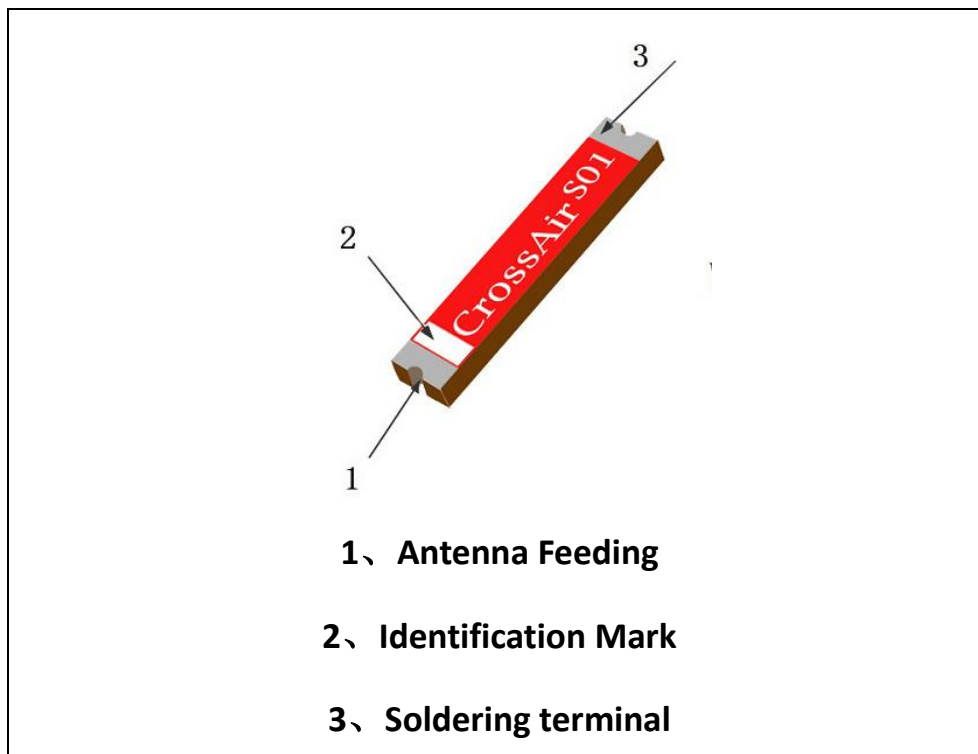 3
CrossAir S01
2
1
1、Antenna Feeding
2、Identification Mark
3、Soldering terminal